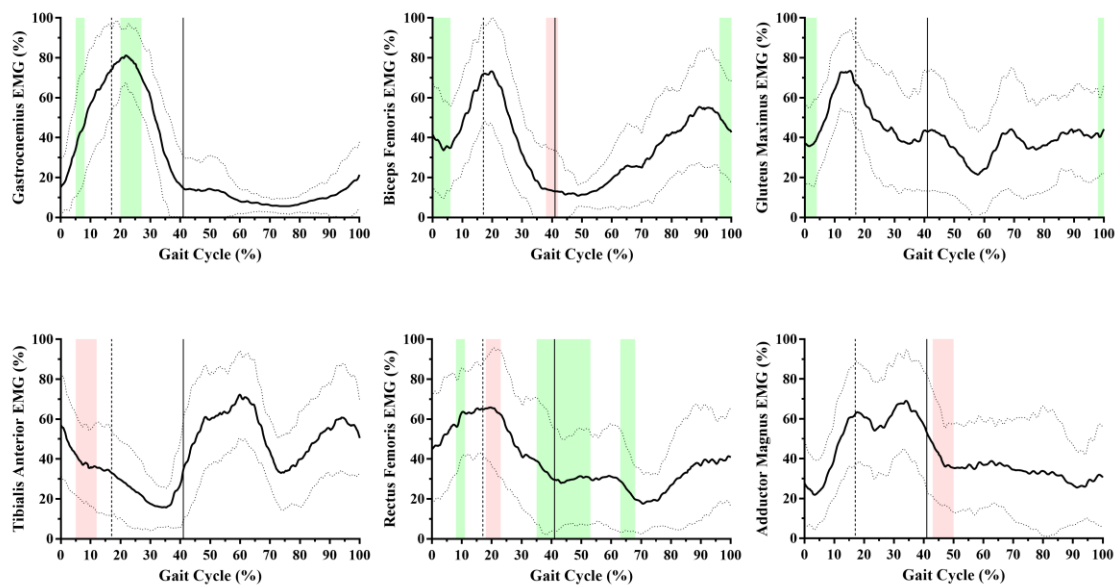 Gastrocnemius EMG (%)
100
80
60
40
20
0
0 10 20 30 40 50 60 70 80 90 100
Gait Cycle (%)
Biceps Femoris EMG (%)
100
80
60
40
20
0
0 10 20 30 40 50 60 70 80 90 100
Gait Cycle (%)
Gluteus Maximus EMG (%)
100
80
60
40
20
0
0 10 20 30 40 50 60 70 80 90 100
Gait Cycle (%)
Tibialis Anterior EMG (%)
100
80
60
40
20
0
0 10 20 30 40 50 60 70 80 90 100
Gait Cycle (%)
Rectus Femoris EMG (%)
100
80
60
40
20
0
0 10 20 30 40 50 60 70 80 90 100
Gait Cycle (%)
Adductor Magnus EMG (%)
100
80
60
40
20
0
0 10 20 30 40 50 60 70 80 90 100
Gait Cycle (%)